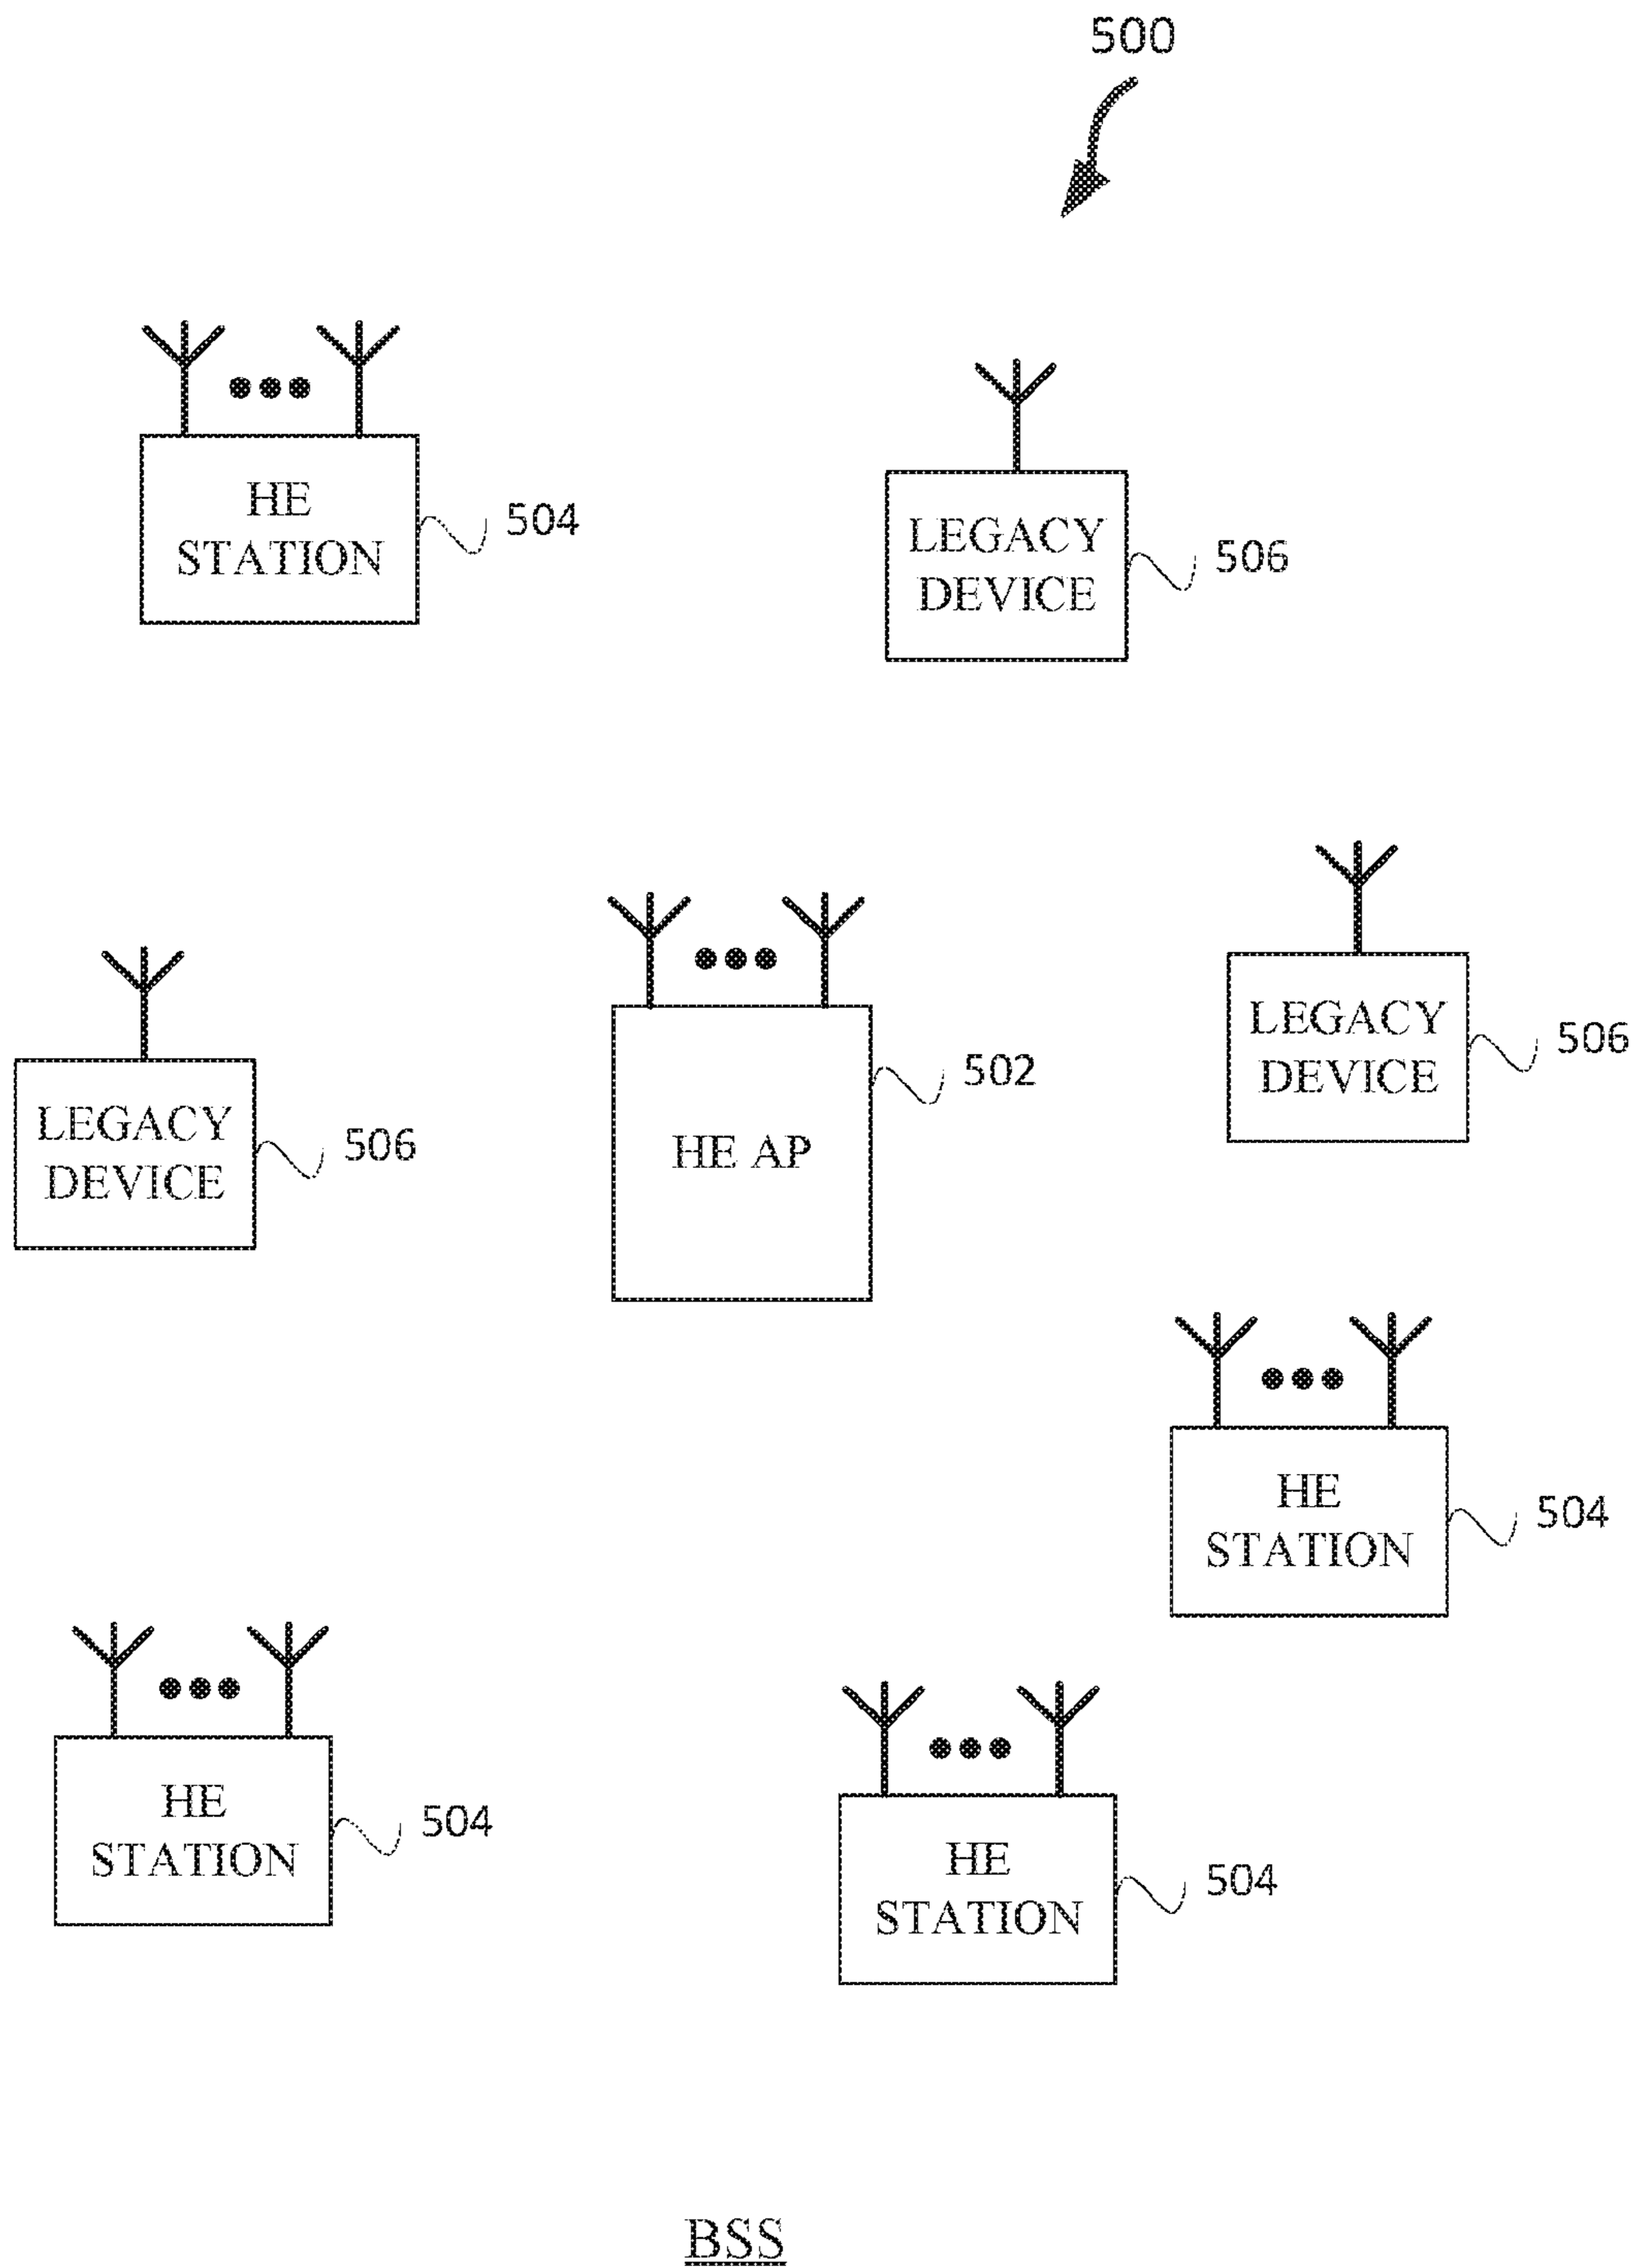 500
HE
STATION
504
LEGACY
DEVICE
506
LEGACY
DEVICE
506
HE AP
502
LEGACY
DEVICE
506
HE
STATION
504
HE
STATION
504
HE
STATION
504
BSS